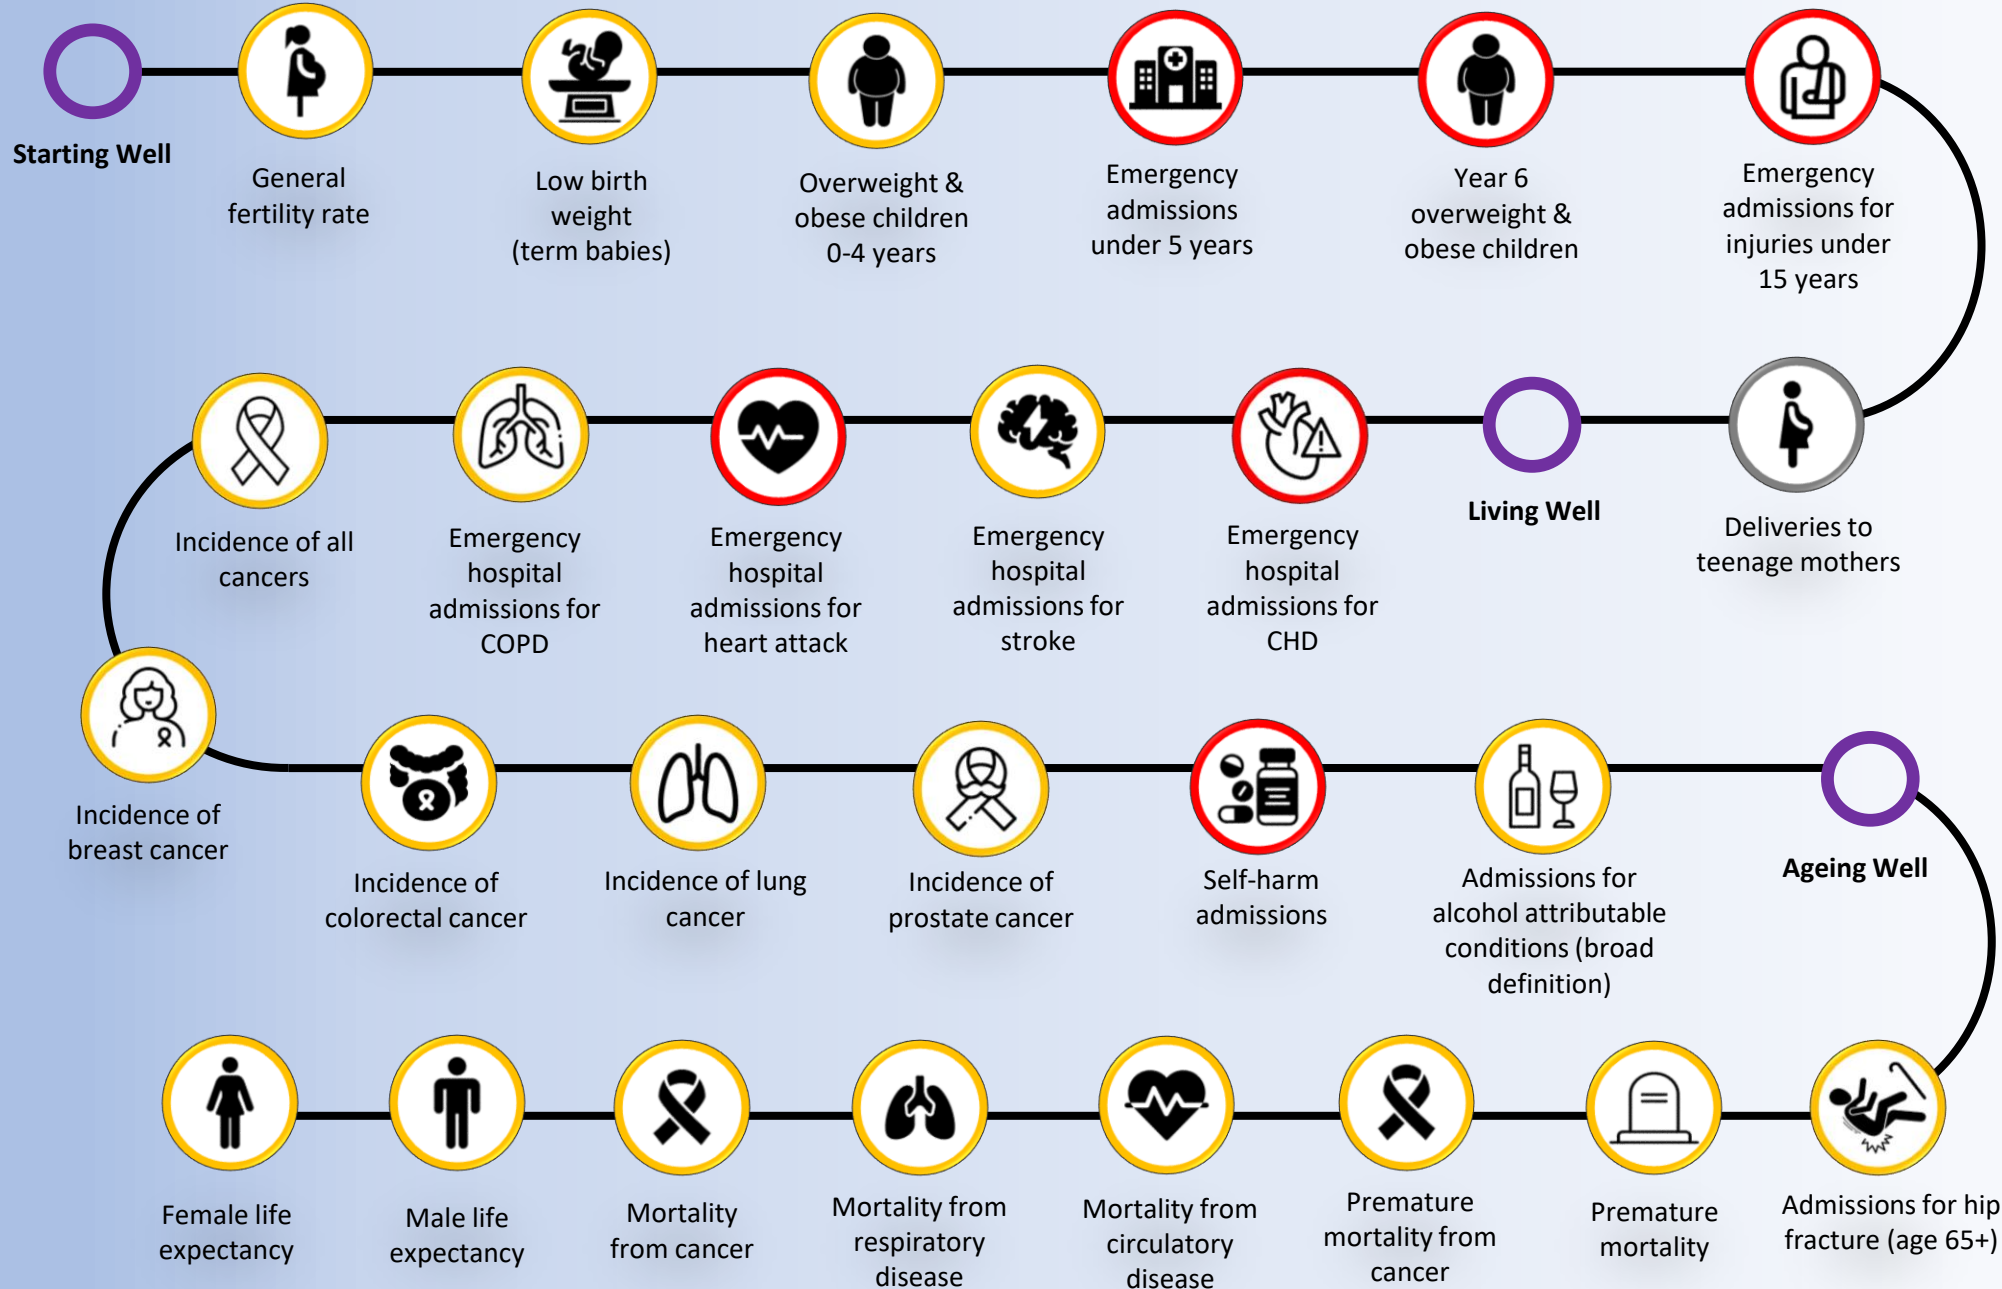 Starting Well
General
fertility rate
Low birth
weight
(term babies)
Overweight &
obese children
0-4 years
Emergency
admissions
under 5 years
Year 6
overweight &
obese children
Emergency
admissions for
injuries under
15 years
Incidence of all
cancers
Emergency
hospital
admissions for
COPD
Emergency
hospital
admissions for
heart attack
Emergency
hospital
admissions for
stroke
Emergency
hospital
admissions for
CHD
Living Well
Deliveries to
teenage mothers
Incidence of
breast cancer
Incidence of
colorectal cancer
Incidence of lung
cancer
Incidence of
prostate cancer
Self-harm
admissions
Admissions for
alcohol attributable
conditions (broad
definition)
Ageing Well
Female life
expectancy
Male life
expectancy
Mortality
from cancer
Mortality from
respiratory
disease
Mortality from
circulatory
disease
Premature
mortality from
cancer
Premature
mortality
Admissions for hip
fracture (age 65+)